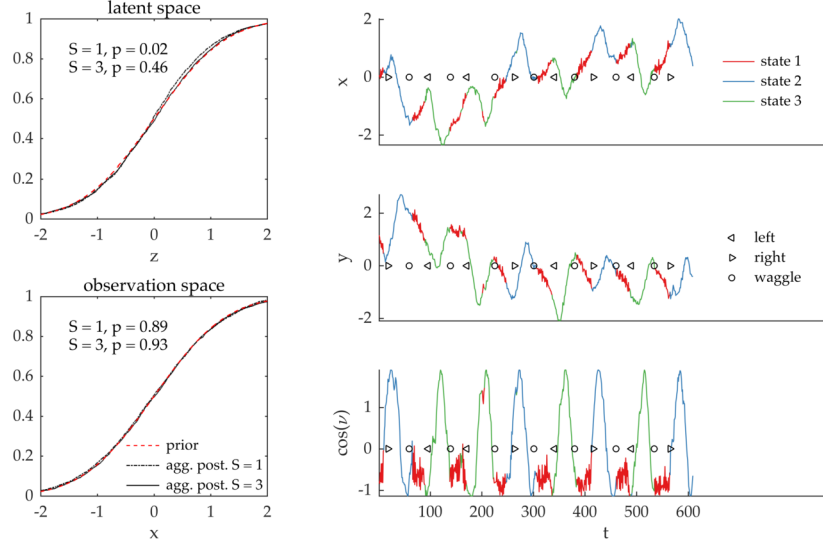 latent space
S = 1, p = 0.02
S = 3, p = 0.46
1
0.8
0.6
0.4
0.2
0
-2 -1 0 1 2
z
observation space
S = 1, p = 0.89
S = 3, p = 0.93
prior
agg. post. S = 1
agg. post. S = 3
1
0.8
0.6
0.4
0.2
0
-2 -1 0 1 2
x
2
0
-2
x
state 1
state 2
state 3
2
0
-2
y
left
right
waggle
1
0
-1
cos(ν)
100 200 300 400 500 600
t